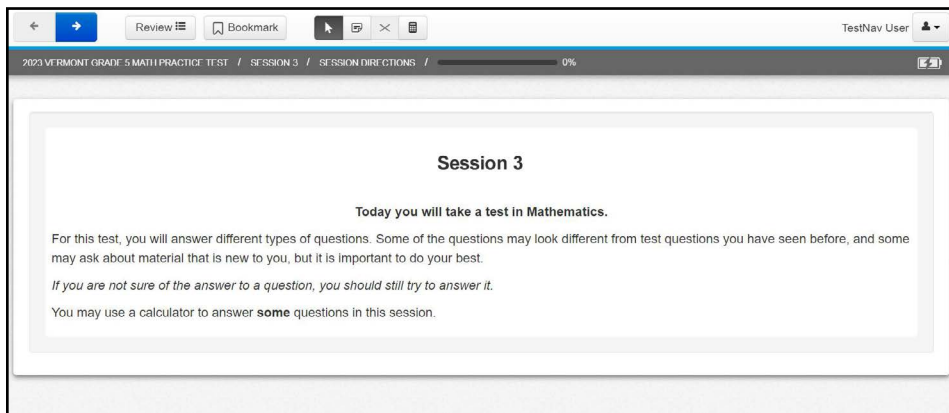 Review Bookmark TestNav User
2023 VERMONT GRADE 5 MATH PRACTICE TEST / SESSION 3 / SESSION DIRECTIONS / 0%
Session 3
Today you will take a test in Mathematics.
For this test, you will answer different types of questions. Some of the questions may look different from test questions you have seen before, and some
may ask about material that is new to you, but it is important to do your best.
If you are not sure of the answer to a question, you should still try to answer it.
You may use a calculator to answer some questions in this session.